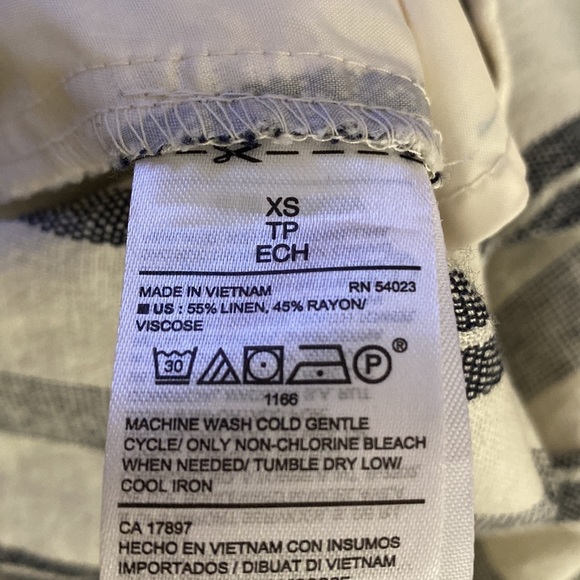 XS
TP
ECH
MADE IN VIETNAM RN 54023
US : 55% LINEN, 45% RAYON/
VISCOSE
30 P ®
1166
MACHINE WASH COLD GENTLE
CYCLE/ ONLY NON-CHLORINE BLEACH
WHEN NEEDED/ TUMBLE DRY LOW/
COOL IRON
CA 17897
HECHO EN VIETNAM CON INSUMOS
IMPORTADOS / DIBUAT DI VIETNAM